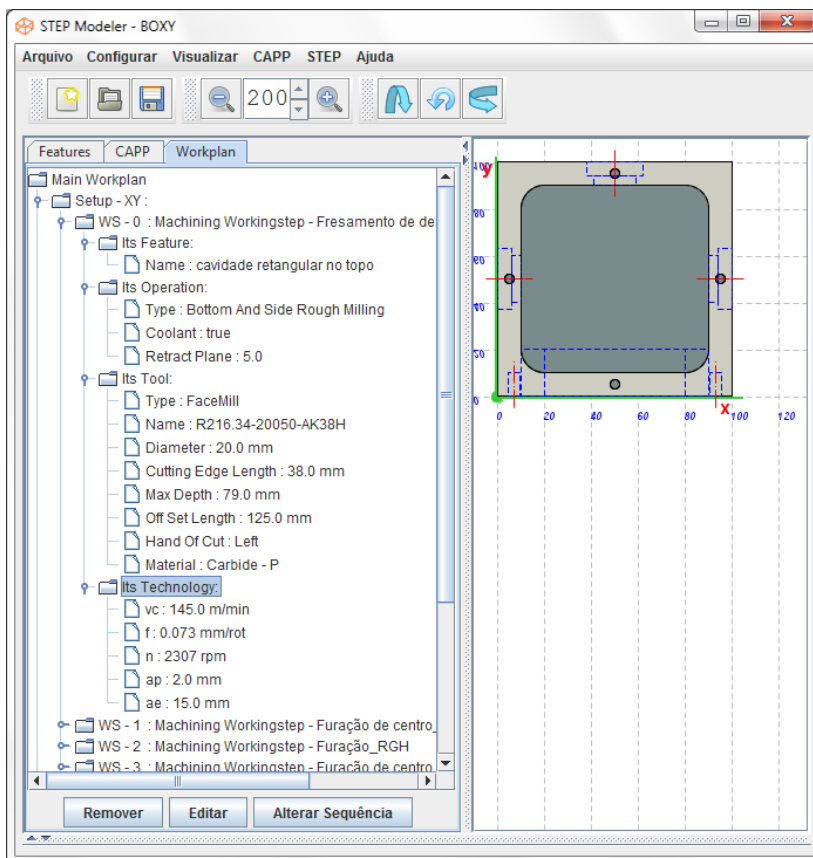 STEP Modeler - BOXY
Arquivo Configurar Visualizar CAPP STEP Ajuda
200
Features CAPP Workplan
Main Workplan
Setup - XY :
WS - 0 : Machining Workingstep - Fresamento de de
Its Feature:
Name : cavidade retangular no topo
Its Operation:
Type : Bottom And Side Rough Milling
Coolant : true
Retract Plane : 5.0
Its Tool:
Type : FaceMill
Name : R216.34-20050-AK38H
Diameter : 20.0 mm
Cutting Edge Length : 38.0 mm
Max Depth : 79.0 mm
Off Set Length : 125.0 mm
Hand Of Cut : Left
Material : Carbide - P
Its Technology:
vc : 145.0 m/min
f : 0.073 mm/rot
n : 2307 rpm
ap : 2.0 mm
ae : 15.0 mm
WS - 1 : Machining Workingstep - Furação de centro_
WS - 2 : Machining Workingstep - Furação_RGH
WS - 3 : Machining Workingstep - Furação de centro
Remover Editar Alterar Sequência
100
y
80
60
40
20
0
x
0 20 40 60 80 100 120